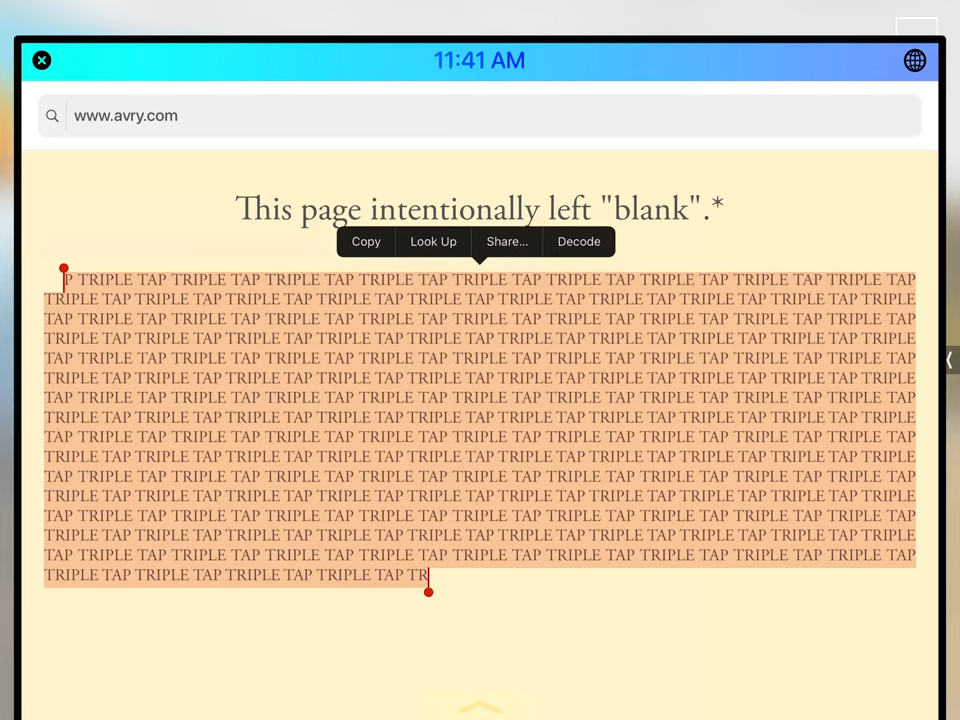 11:41 AM
www.avry.com
This page intentionally left "blank".*
Copy Look Up Share... Decode
P TRIPLE TAP TRIPLE TAP TRIPLE TAP TRIPLE TAP TRIPLE TAP TRIPLE TAP TRIPLE TAP TRIPLE TAP TRIPLE TAP
TRIPLE TAP TRIPLE TAP TRIPLE TAP TRIPLE TAP TRIPLE TAP TRIPLE TAP TRIPLE TAP TRIPLE TAP TRIPLE TAP TRIPLE
TAP TRIPLE TAP TRIPLE TAP TRIPLE TAP TRIPLE TAP TRIPLE TAP TRIPLE TAP TRIPLE TAP TRIPLE TAP TRIPLE TAP
TRIPLE TAP TRIPLE TAP TRIPLE TAP TRIPLE TAP TRIPLE TAP TRIPLE TAP TRIPLE TAP TRIPLE TAP TRIPLE TAP TRIPLE
TAP TRIPLE TAP TRIPLE TAP TRIPLE TAP TRIPLE TAP TRIPLE TAP TRIPLE TAP TRIPLE TAP TRIPLE TAP TRIPLE TAP
TRIPLE TAP TRIPLE TAP TRIPLE TAP TRIPLE TAP TRIPLE TAP TRIPLE TAP TRIPLE TAP TRIPLE TAP TRIPLE TAP TRIPLE
TAP TRIPLE TAP TRIPLE TAP TRIPLE TAP TRIPLE TAP TRIPLE TAP TRIPLE TAP TRIPLE TAP TRIPLE TAP TRIPLE TAP
TRIPLE TAP TRIPLE TAP TRIPLE TAP TRIPLE TAP TRIPLE TAP TRIPLE TAP TRIPLE TAP TRIPLE TAP TRIPLE TAP TRIPLE
TAP TRIPLE TAP TRIPLE TAP TRIPLE TAP TRIPLE TAP TRIPLE TAP TRIPLE TAP TRIPLE TAP TRIPLE TAP TRIPLE TAP
TRIPLE TAP TRIPLE TAP TRIPLE TAP TRIPLE TAP TRIPLE TAP TRIPLE TAP TRIPLE TAP TRIPLE TAP TRIPLE TAP TRIPLE
TAP TRIPLE TAP TRIPLE TAP TRIPLE TAP TRIPLE TAP TRIPLE TAP TRIPLE TAP TRIPLE TAP TRIPLE TAP TRIPLE TAP
TRIPLE TAP TRIPLE TAP TRIPLE TAP TRIPLE TAP TRIPLE TAP TRIPLE TAP TRIPLE TAP TRIPLE TAP TRIPLE TAP TRIPLE
TAP TRIPLE TAP TRIPLE TAP TRIPLE TAP TRIPLE TAP TRIPLE TAP TRIPLE TAP TRIPLE TAP TRIPLE TAP TRIPLE TAP
TRIPLE TAP TRIPLE TAP TRIPLE TAP TRIPLE TAP TRIPLE TAP TRIPLE TAP TRIPLE TAP TRIPLE TAP TRIPLE TAP TRIPLE
TAP TRIPLE TAP TRIPLE TAP TRIPLE TAP TRIPLE TAP TRIPLE TAP TRIPLE TAP TRIPLE TAP TRIPLE TAP TRIPLE TAP
TRIPLE TAP TRIPLE TAP TRIPLE TAP TRIPLE TAP TR